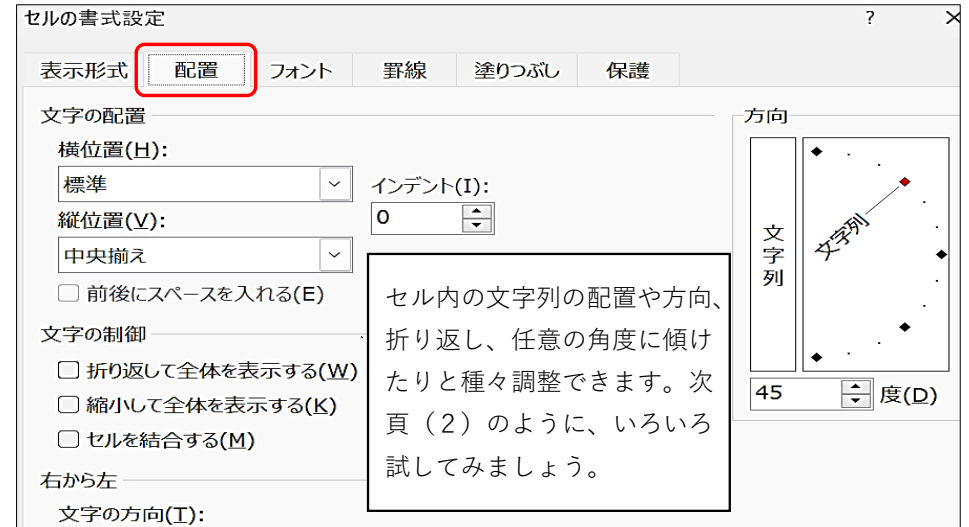 セルの書式設定 ? ×
表示形式 配置 フォント 罫線 塗りつぶし 保護
文字の配置
横位置(H):
標準
インデント(I):
0
縦位置(V):
中央揃え
前後にスペースを入れる(E)
文字の制御
折り返して全体を表示する(W)
縮小して全体を表示する(K)
セルを結合する(M)
右から左
文字の方向(T):
セル内の文字列の配置や方向、
折り返し、任意の角度に傾け
たりと種々調整できます。次
頁（２）のように、いろいろ
試してみましょう。
方向
文字列
文字列
45 度(D)